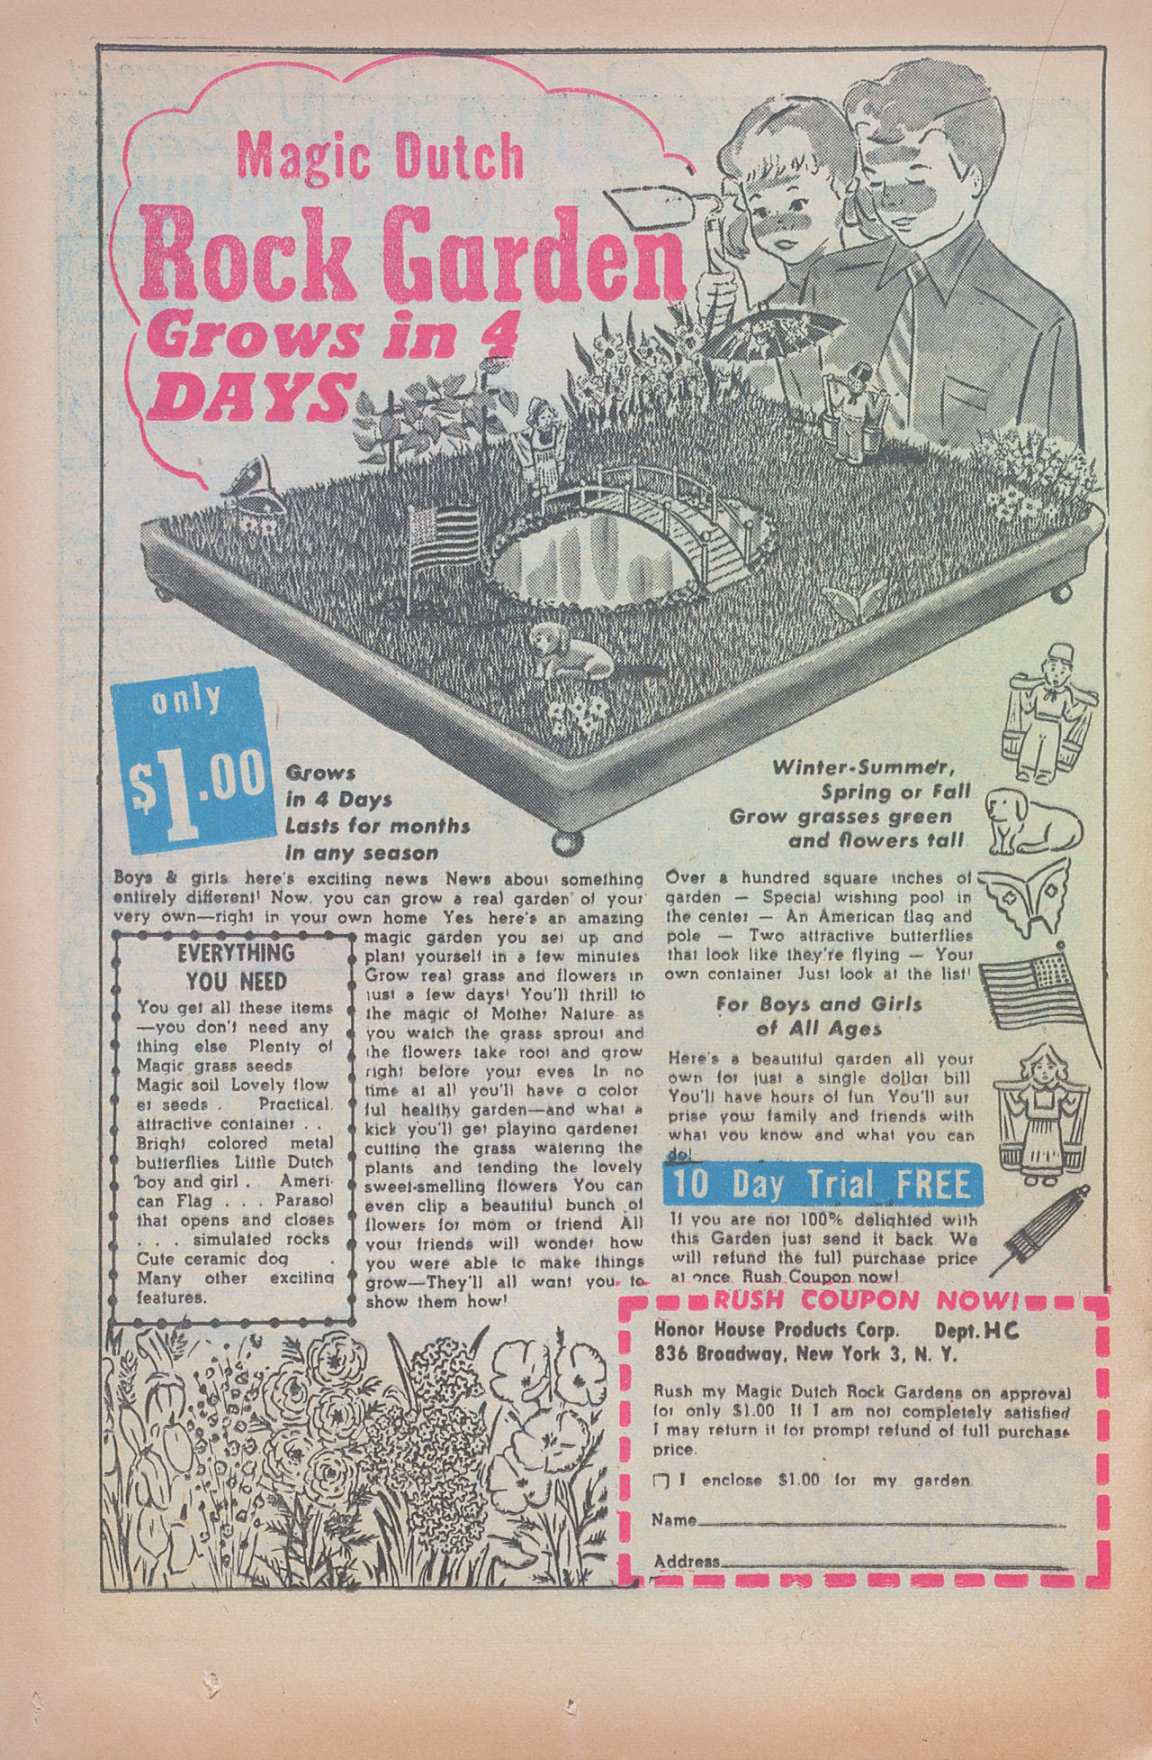 Magic Dutch
Rock Garden
Grows in 4
DAYS
only
$1.00
Grows
in 4 Days
Lasts for months
in any season
Winter-Summer,
Spring or Fall
Grow grasses green
and flowers tall
Boys & girls here's exciting news News about something
entirely different! Now, you can grow a real garden of your
very own—right in your own home Yes here's an amazing
magic garden you set up and
plant yourself in a few minutes
Grow real grass and flowers in
just a few days! You'll thrill to
the magic of Mother Nature as
you watch the grass sprout and
the flowers take root and grow
right before your eyes In no
time at all you'll have a color
ful healthy garden—and what a
kick you'll get playing gardener
cutting the grass watering the
plants and tending the lovely
sweet-smelling flowers You can
even clip a beautiful bunch of
flowers for mom or friend All
your friends will wonder how
you were able to make things
grow—They'll all want you to
show them how!
EVERYTHING
YOU NEED
You get all these items
—you don't need any
thing else Plenty of
Magic grass seeds
Magic soil Lovely flow
er seeds . Practical,
attractive container . .
Bright colored metal
butterflies Little Dutch
boy and girl . Ameri-
can Flag . . . Parasol
that opens and closes
. . . simulated rocks
Cute ceramic dog .
Many other exciting
features.
Over a hundred square inches of
garden — Special wishing pool in
the center — An American flag and
pole — Two attractive butterflies
that look like they're flying — Your
own container Just look at the list!
For Boys and Girls
of All Ages
Here's a beautiful garden all your
own for just a single dollar bill
You'll have hours of fun You'll sur
prise your family and friends with
what you know and what you can
do!
10 Day Trial FREE
If you are not 100% delighted with
this Garden just send it back We
will refund the full purchase price
at once. Rush Coupon now!
RUSH COUPON NOW!
Honor House Products Corp. Dept. HC
836 Broadway, New York 3, N. Y.
Rush my Magic Dutch Rock Gardens on approval
for only $1.00 If I am not completely satisfied
I may return it for prompt refund of full purchase
price.
I enclose $1.00 for my garden.
Name
Address